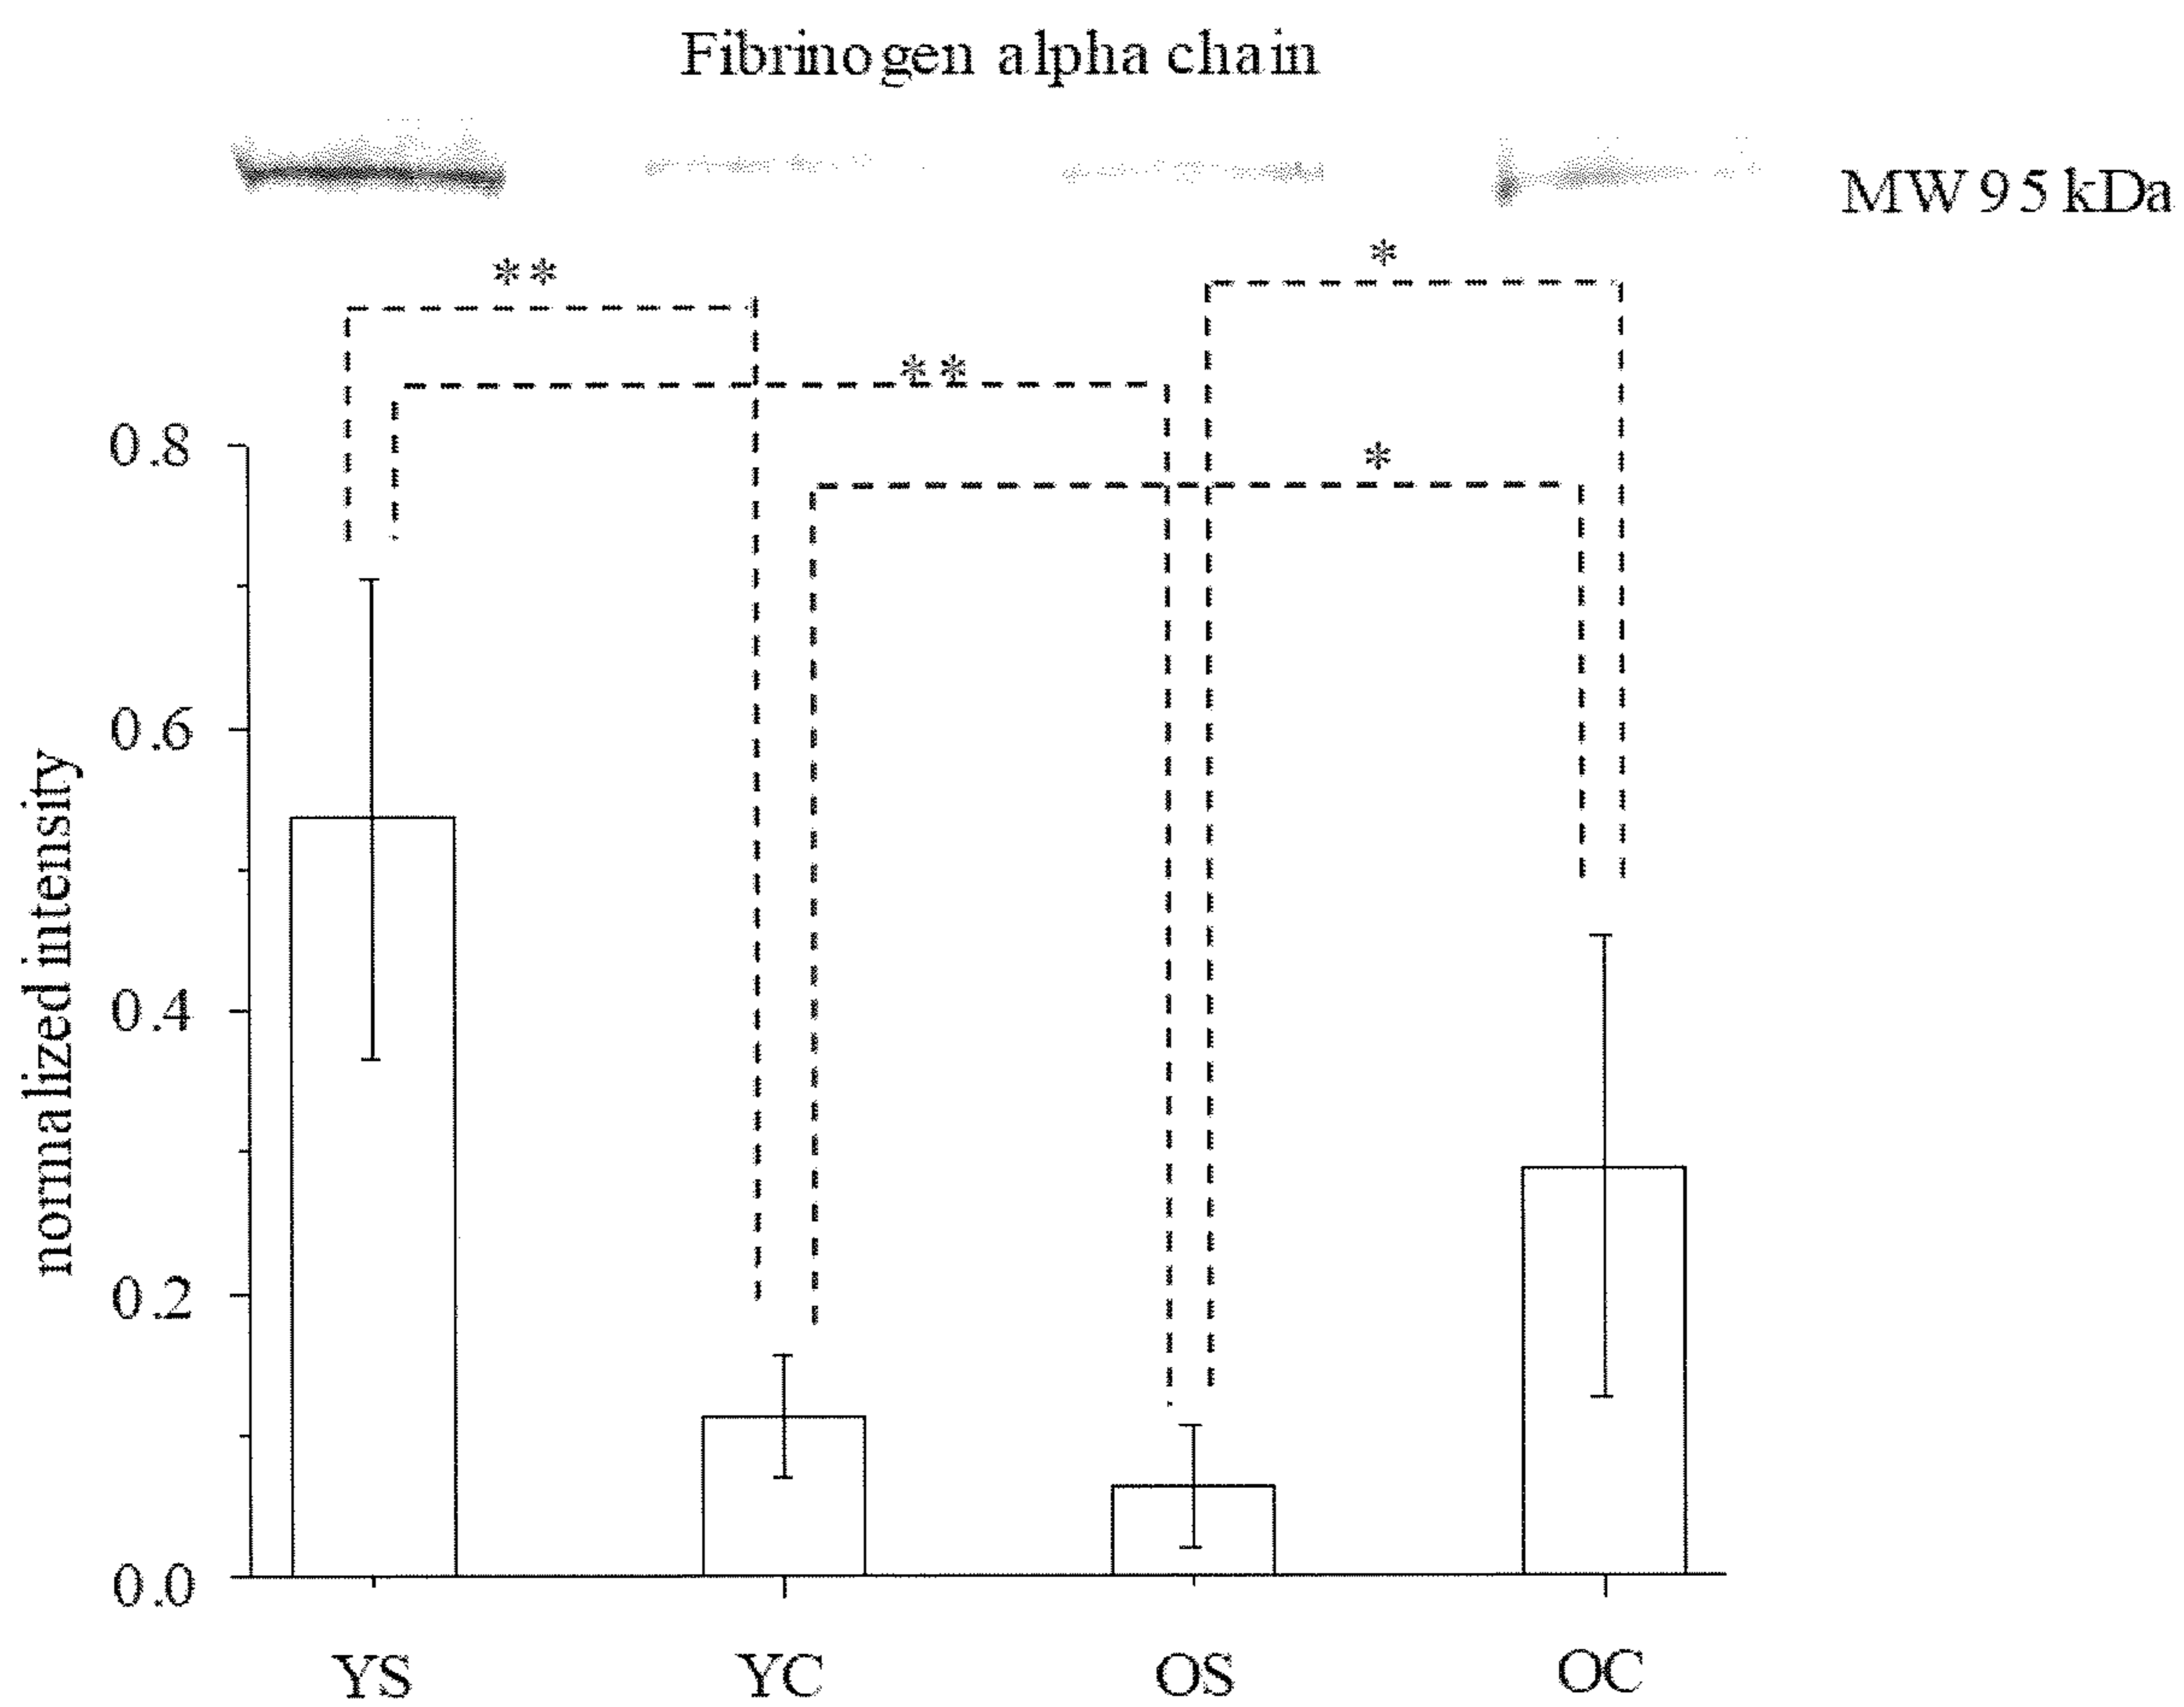 Fibrinogen alpha chain
MW 95 kDa
**
*
**
*
0.8
0.6
0.4
0.2
0.0
normalized intensity
YS YC OS OC